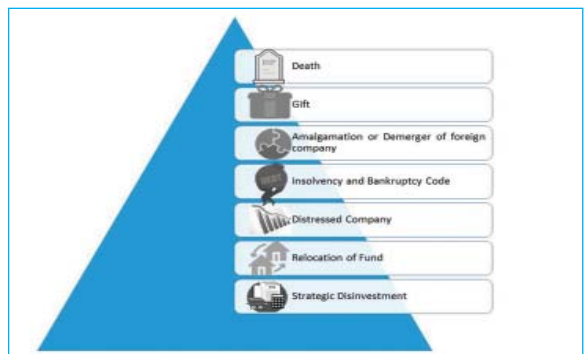 Death
Gift
Amalgamation or Demerger of foreign
company
Insolvency and Bankruptcy Code
Distressed Company
Relocation of Fund
Strategic Disinvestment